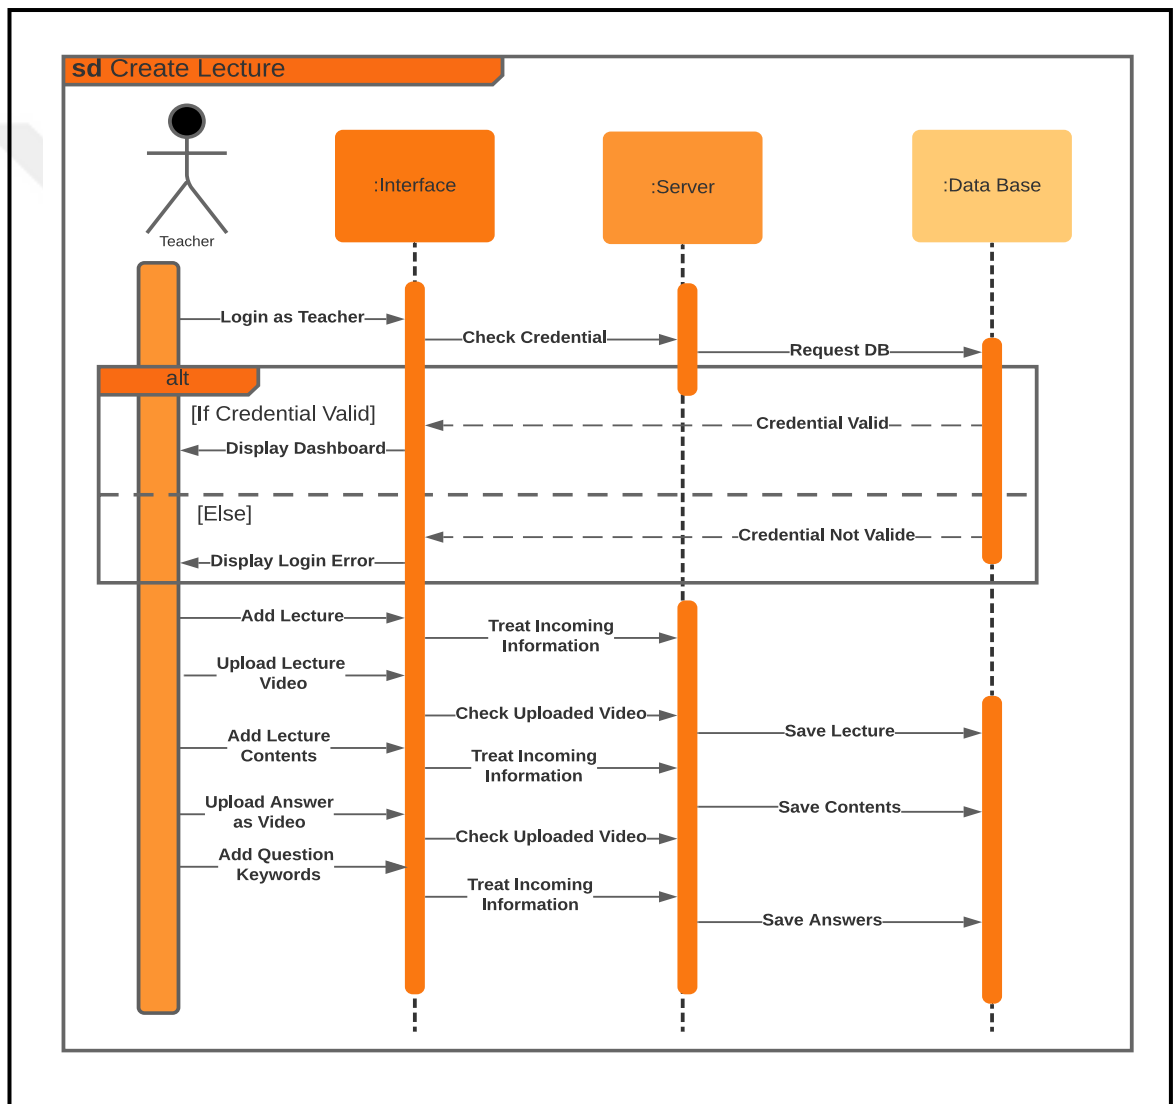 sd Create Lecture
:Interface
:Server
:Data Base
Teacher
Login as Teacher
Check Credential
Request DB
alt
[If Credential Valid]
Credential Valid
Display Dashboard
[Else]
Credential Not Valide
Display Login Error
Add Lecture
Treat Incoming
Information
Upload Lecture
Video
Check Uploaded Video
Save Lecture
Add Lecture
Contents
Treat Incoming
Information
Upload Answer
as Video
Save Contents
Check Uploaded Video
Add Question
Keywords
Treat Incoming
Information
Save Answers